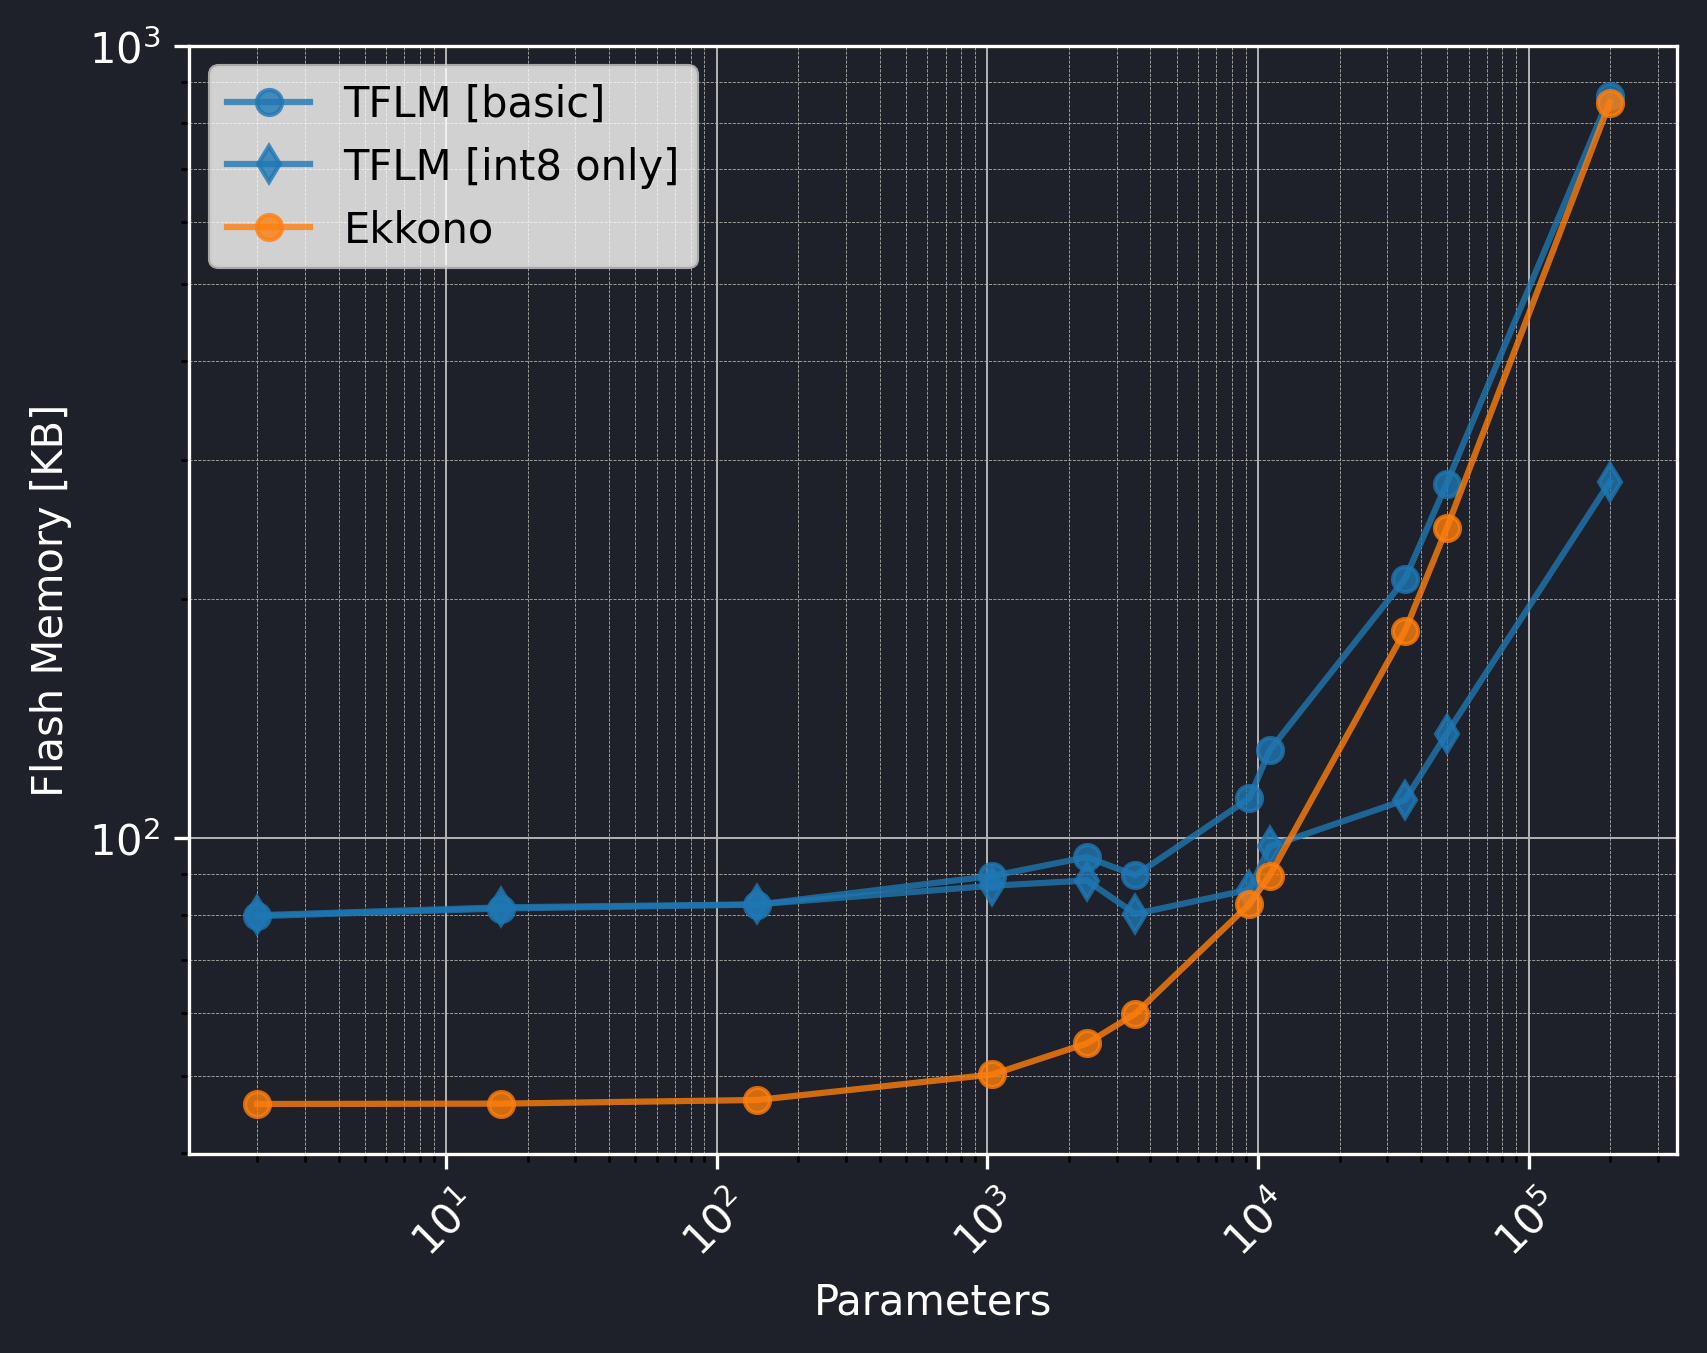 10³
TFLM [basic]
TFLM [int8 only]
Ekkono
Flash Memory [KB]
10²
10¹
10²
10³
10⁴
10⁵
Parameters